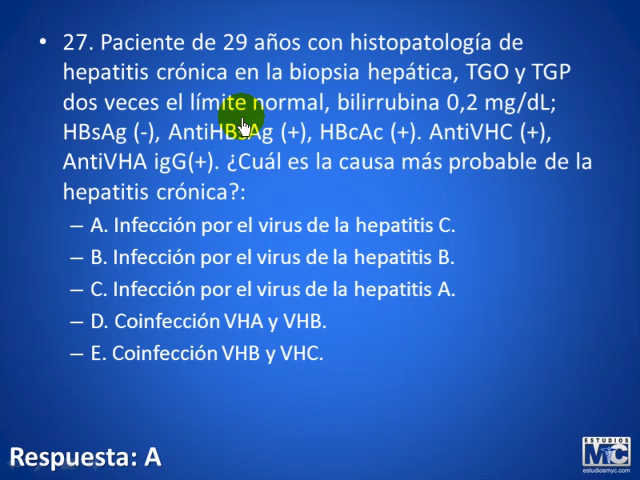 • 27. Paciente de 29 años con histopatología de
hepatitis crónica en la biopsia hepática, TGO y TGP
dos veces el límite normal, bilirrubina 0,2 mg/dL;
HBsAg (-), AntiHBsAg (+), HBcAc (+). AntiVHC (+),
AntiVHA igG(+). ¿Cuál es la causa más probable de la
hepatitis crónica?:
– A. Infección por el virus de la hepatitis C.
– B. Infección por el virus de la hepatitis B.
– C. Infección por el virus de la hepatitis A.
– D. Coinfección VHA y VHB.
– E. Coinfección VHB y VHC.
Respuesta: A
ESTUDIOS
MYC
estudiosmyc.com